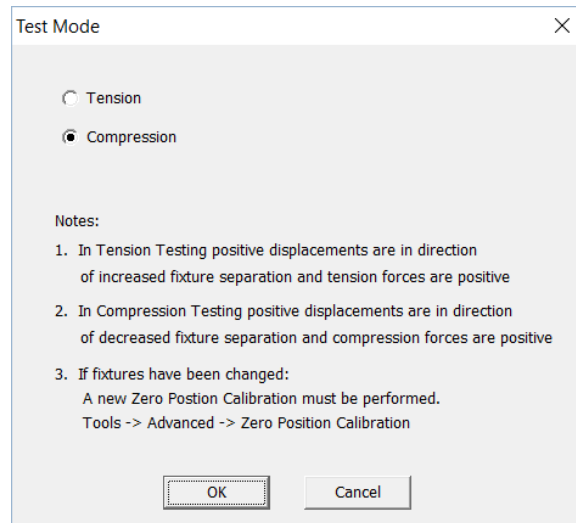 Test Mode
Tension
Compression
Notes:
1. In Tension Testing positive displacements are in direction
of increased fixture separation and tension forces are positive
2. In Compression Testing positive displacements are in direction
of decreased fixture separation and compression forces are positive
3. If fixtures have been changed:
A new Zero Postion Calibration must be performed.
Tools -> Advanced -> Zero Position Calibration
OK
Cancel